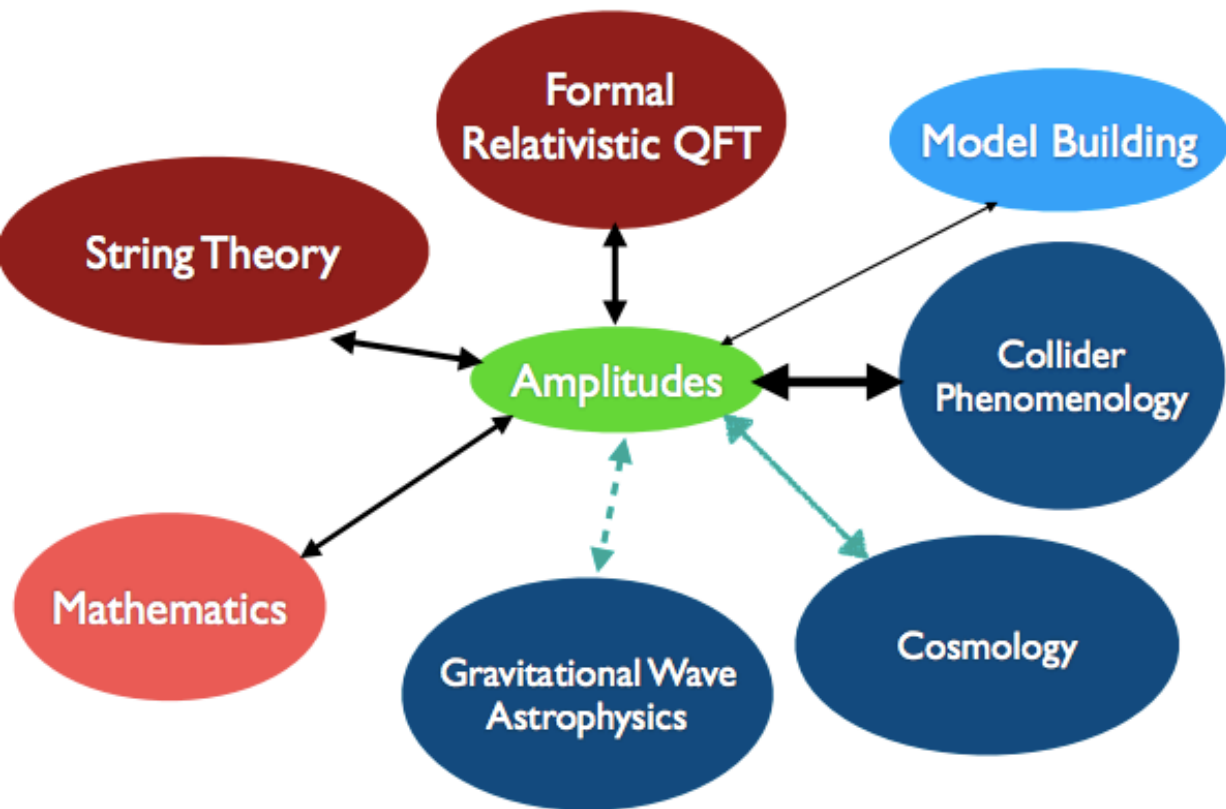 Formal
Relativistic QFT
Model Building
String Theory
Collider
Phenomenology
Amplitudes
Mathematics
Gravitational Wave
Astrophysics
Cosmology